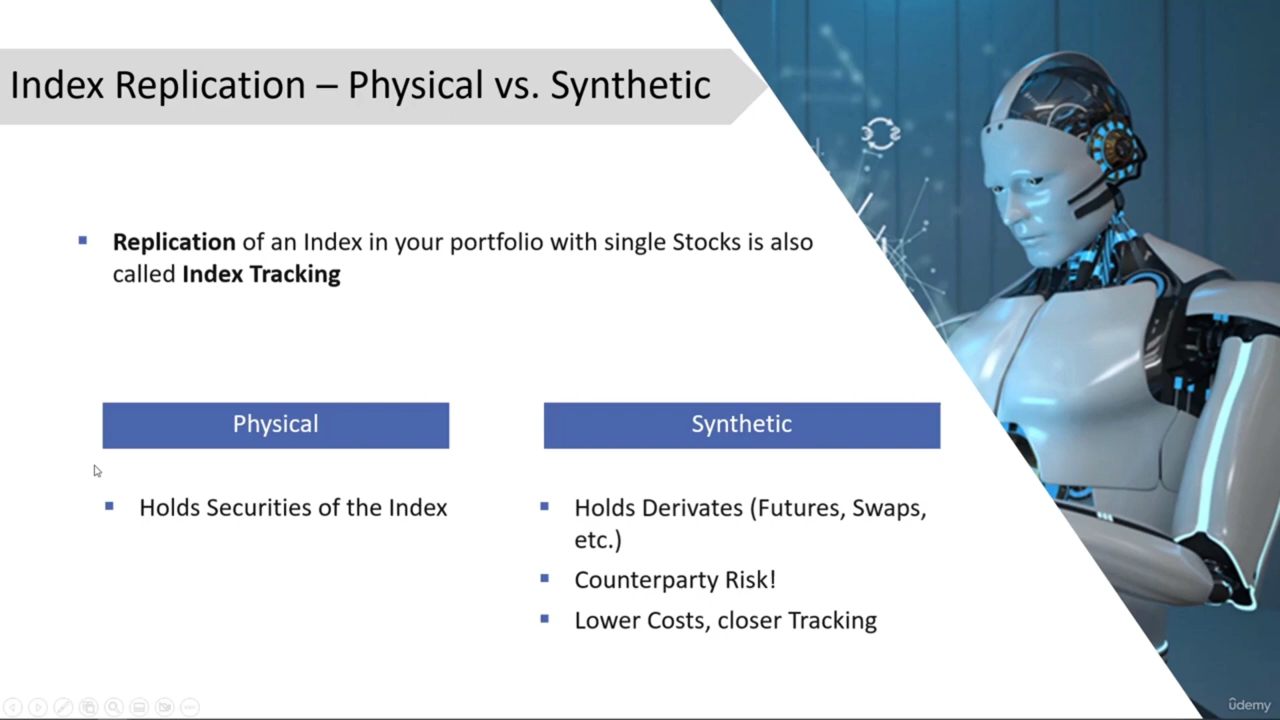 Index Replication – Physical vs. Synthetic
Replication of an Index in your portfolio with single Stocks is also
called Index Tracking
Physical
Holds Securities of the Index
Synthetic
Holds Derivates (Futures, Swaps,
etc.)
Counterparty Risk!
Lower Costs, closer Tracking
ûdemy